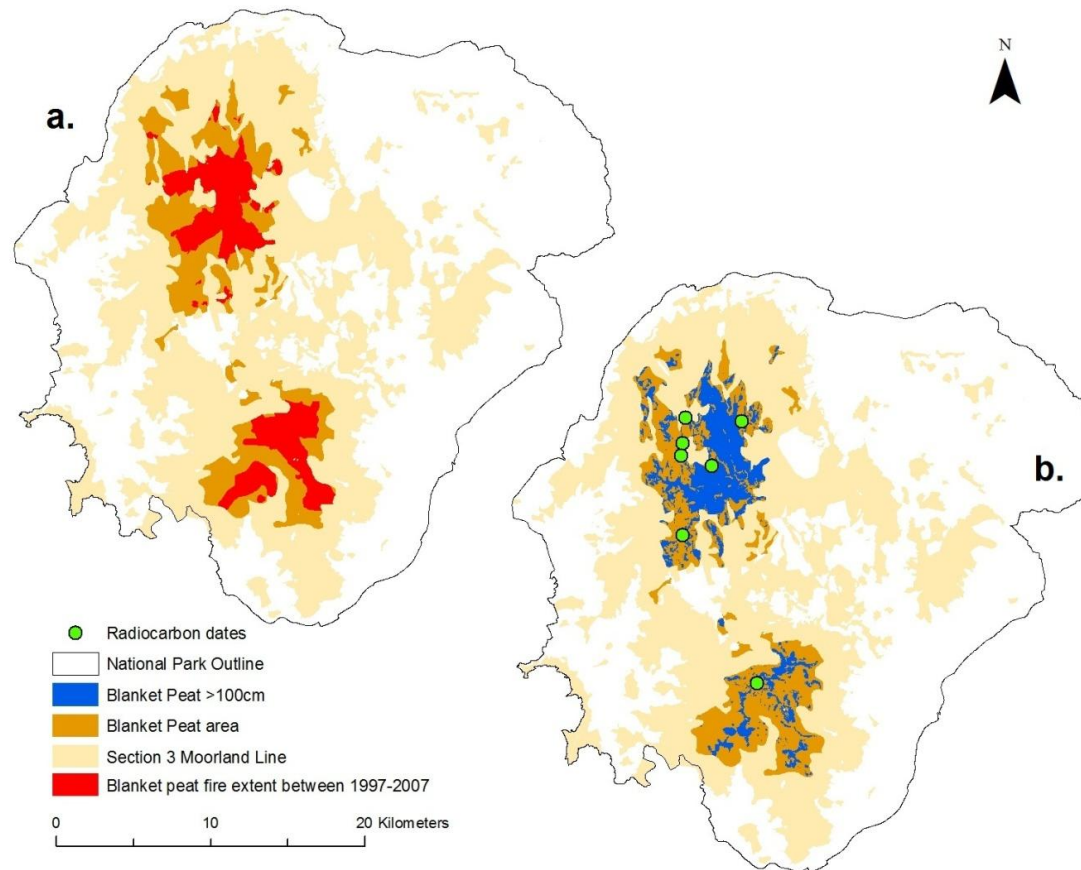 N
a.
b.
Radiocarbon dates
National Park Outline
Blanket Peat >100cm
Blanket Peat area
Section 3 Moorland Line
Blanket peat fire extent between 1997-2007
0 10 20 Kilometers